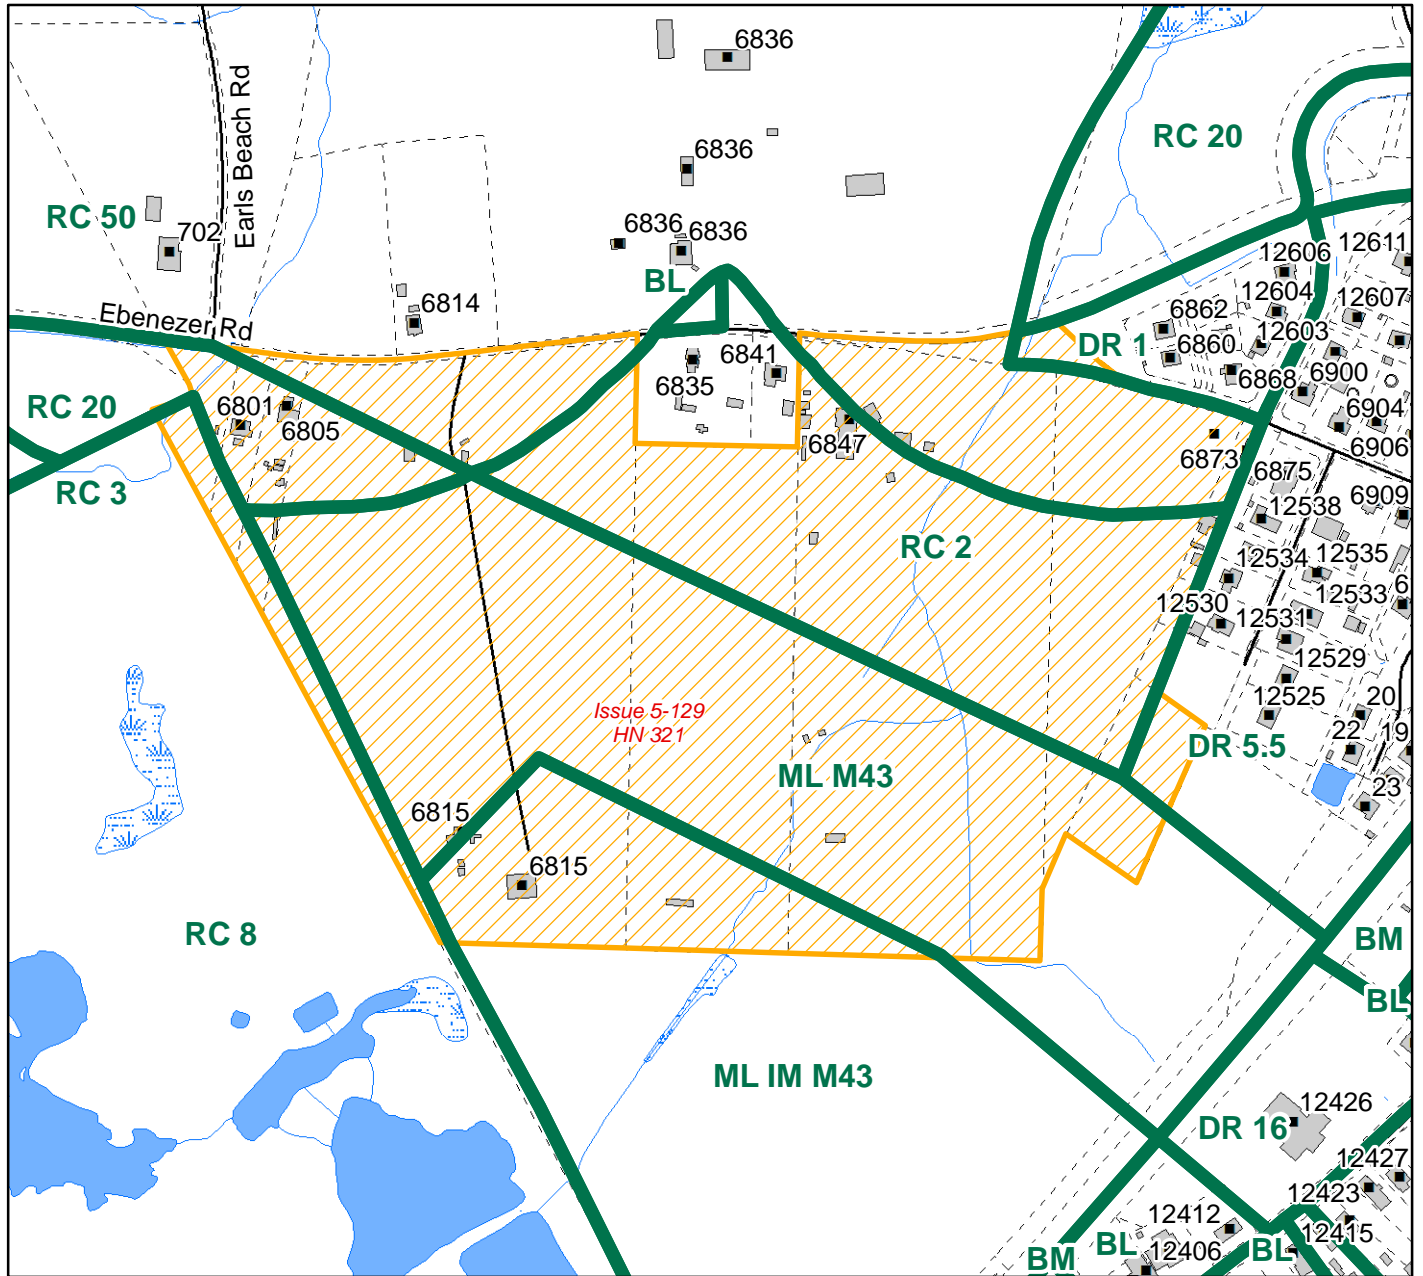 6836
RC 20
Earls Beach Rd
6836
RC 50
702
6836
6836
12606
12611
BL
6814
Ebenezer Rd
6862
12604
12607
6841
DR 1
6860
12603
6835
6868
6900
RC 20
6801
6805
6847
6904
6873
6906
RC 3
6875
6909
12538
RC 2
12534
12535
12533
6
12530
12531
12529
Issue 5-129
HN 321
12525
20
DR 5.5
22
19
ML M43
23
6815
6815
RC 8
BM
BL
ML IM M43
12426
DR 16
12427
12423
12412
12415
BL
12406
BL
BM